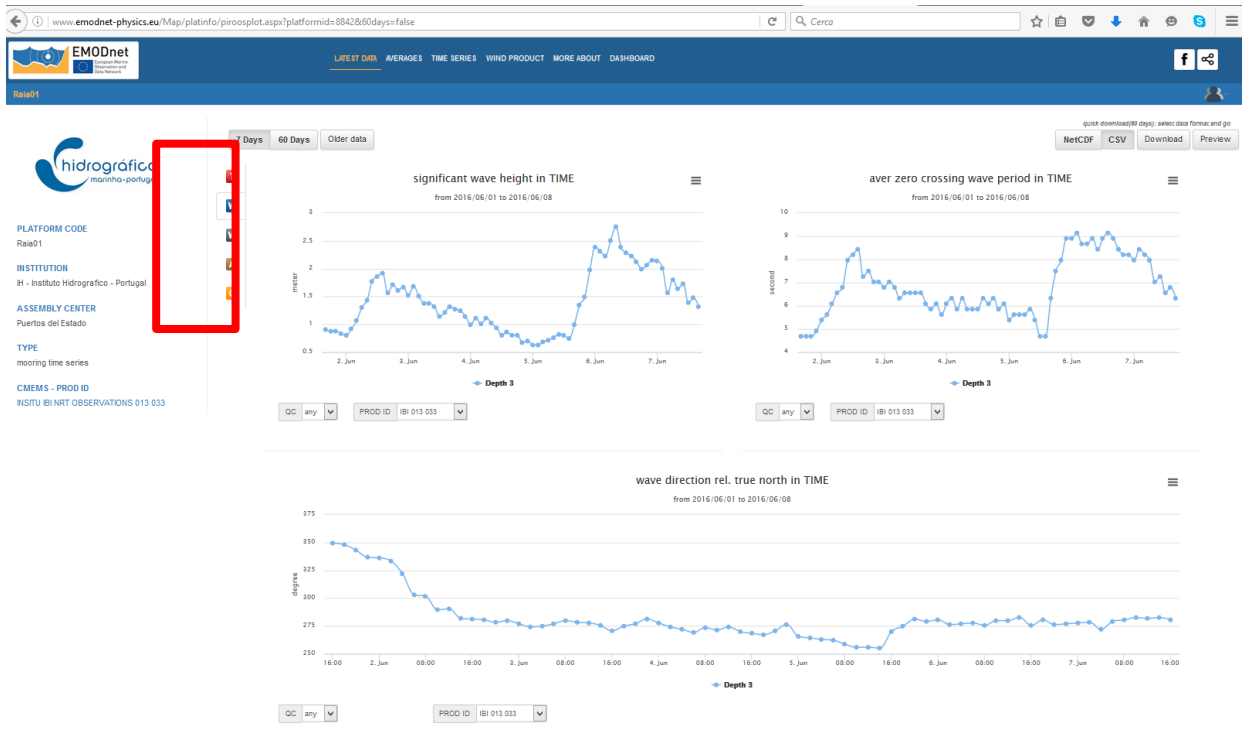 www.emodnet-physics.eu/Map/platinfo/piroosplot.aspx?platformid=8842&60days=false
Cerca
EMODnet
European Marine
Observation and
Data Network
LATEST DATA AVERAGES TIME SERIES WIND PRODUCT MORE ABOUT DASHBOARD
Raia01
quick download(60 days): select data format and go
7 Days 60 Days Older data
NetCDF CSV Download Preview
hidrográfico
marinha-portugal
PLATFORM CODE
Raia01
INSTITUTION
IH - Instituto Hidrografico - Portugal
ASSEMBLY CENTER
Puertos del Estado
TYPE
mooring time series
CMEMS - PROD ID
INSITU IBI NRT OBSERVATIONS 013 033
significant wave height in TIME
from 2016/06/01 to 2016/06/08
3
2.5
2
1.5
1
0.5
meter
2. Jun 3. Jun 4. Jun 5. Jun 6. Jun 7. Jun
Depth 3
QC any PROD ID IBI 013 033
aver zero crossing wave period in TIME
from 2016/06/01 to 2016/06/08
10
9
8
7
6
5
4
second
2. Jun 3. Jun 4. Jun 5. Jun 6. Jun 7. Jun
Depth 3
QC any PROD ID IBI 013 033
wave direction rel. true north in TIME
from 2016/06/01 to 2016/06/08
375
350
325
300
275
250
degree
16:00 2. Jun 08:00 16:00 3. Jun 08:00 16:00 4. Jun 08:00 16:00 5. Jun 08:00 16:00 6. Jun 08:00 16:00 7. Jun 08:00 16:00
Depth 3
QC any PROD ID IBI 013 033